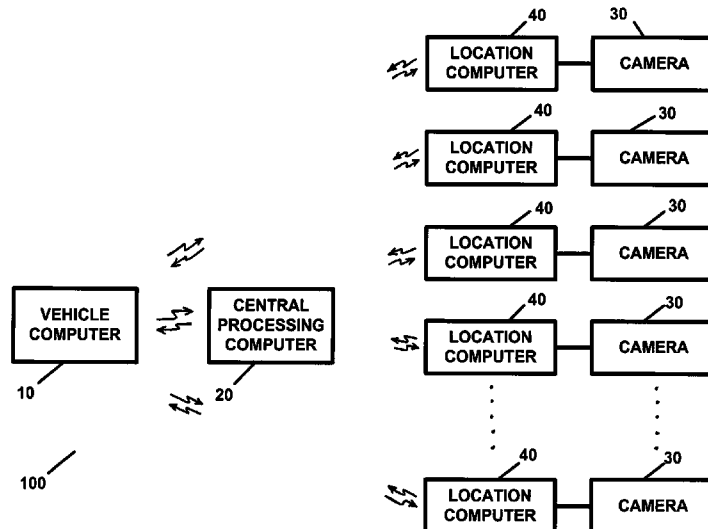 40
30
LOCATION
COMPUTER
CAMERA
40
30
LOCATION
COMPUTER
CAMERA
40
30
LOCATION
COMPUTER
CAMERA
VEHICLE
COMPUTER
CENTRAL
PROCESSING
COMPUTER
40
30
LOCATION
COMPUTER
CAMERA
10
20
100
40
30
LOCATION
COMPUTER
CAMERA